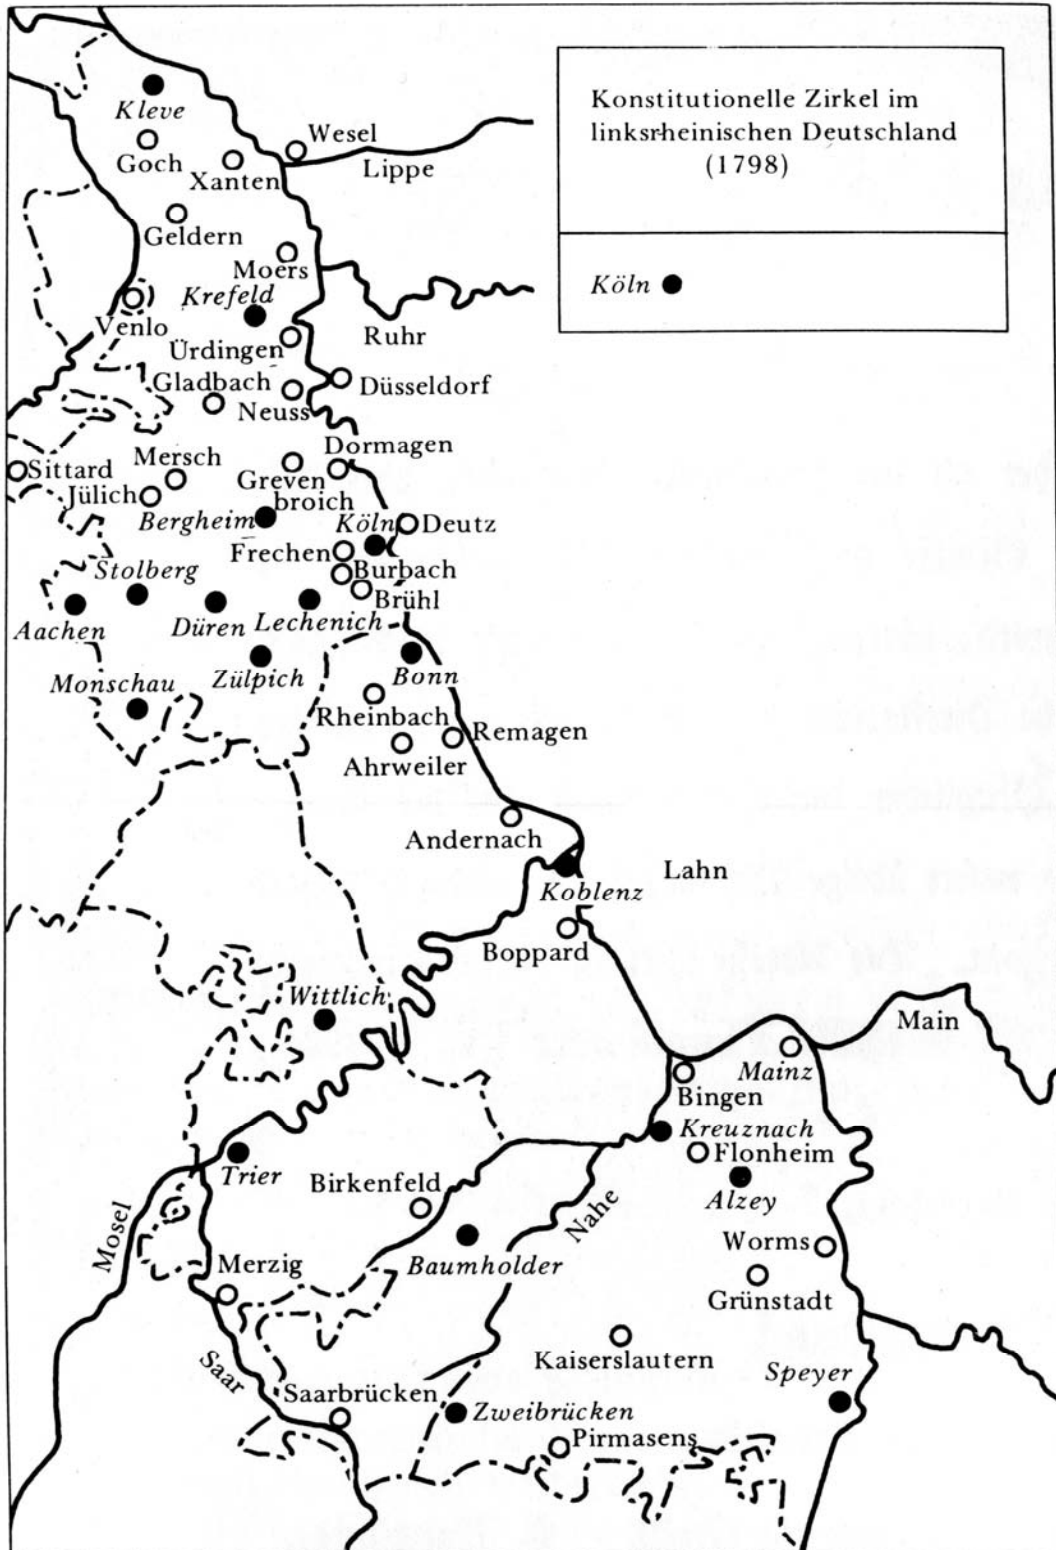 Konstitutionelle Zirkel im
linksrheinischen Deutschland
(1798)
Köln
Kleve
Goch
Xanten
Wesel
Lippe
Geldern
Moers
Krefeld
Venlo
Ürdingen
Ruhr
Gladbach
Neuss
Düsseldorf
Dormagen
Sittard
Mersch
Jülich
Greven
broich
Bergheim
Köln
Deutz
Frechen
Burbach
Brühl
Stolberg
Aachen
Düren
Lechenich
Zülpich
Bonn
Monschau
Rheinbach
Remagen
Ahrweiler
Andernach
Lahn
Koblenz
Boppard
Wittlich
Main
Mainz
Bingen
Kreuznach
Flonheim
Alzey
Trier
Birkenfeld
Nahe
Mosel
Baumholder
Worms
Merzig
Grünstadt
Kaiserslautern
Saar
Speyer
Saarbrücken
Zweibrücken
Pirmasens